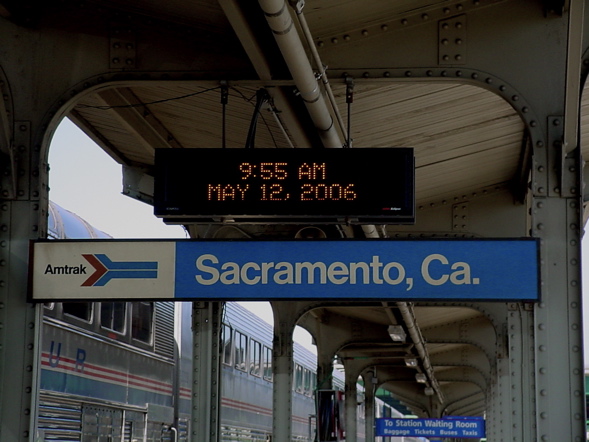 9:55 AM
MAY 12, 2006
Amtrak
Sacramento, Ca.
To Station Waiting Room
Baggage Tickets Buses Taxis